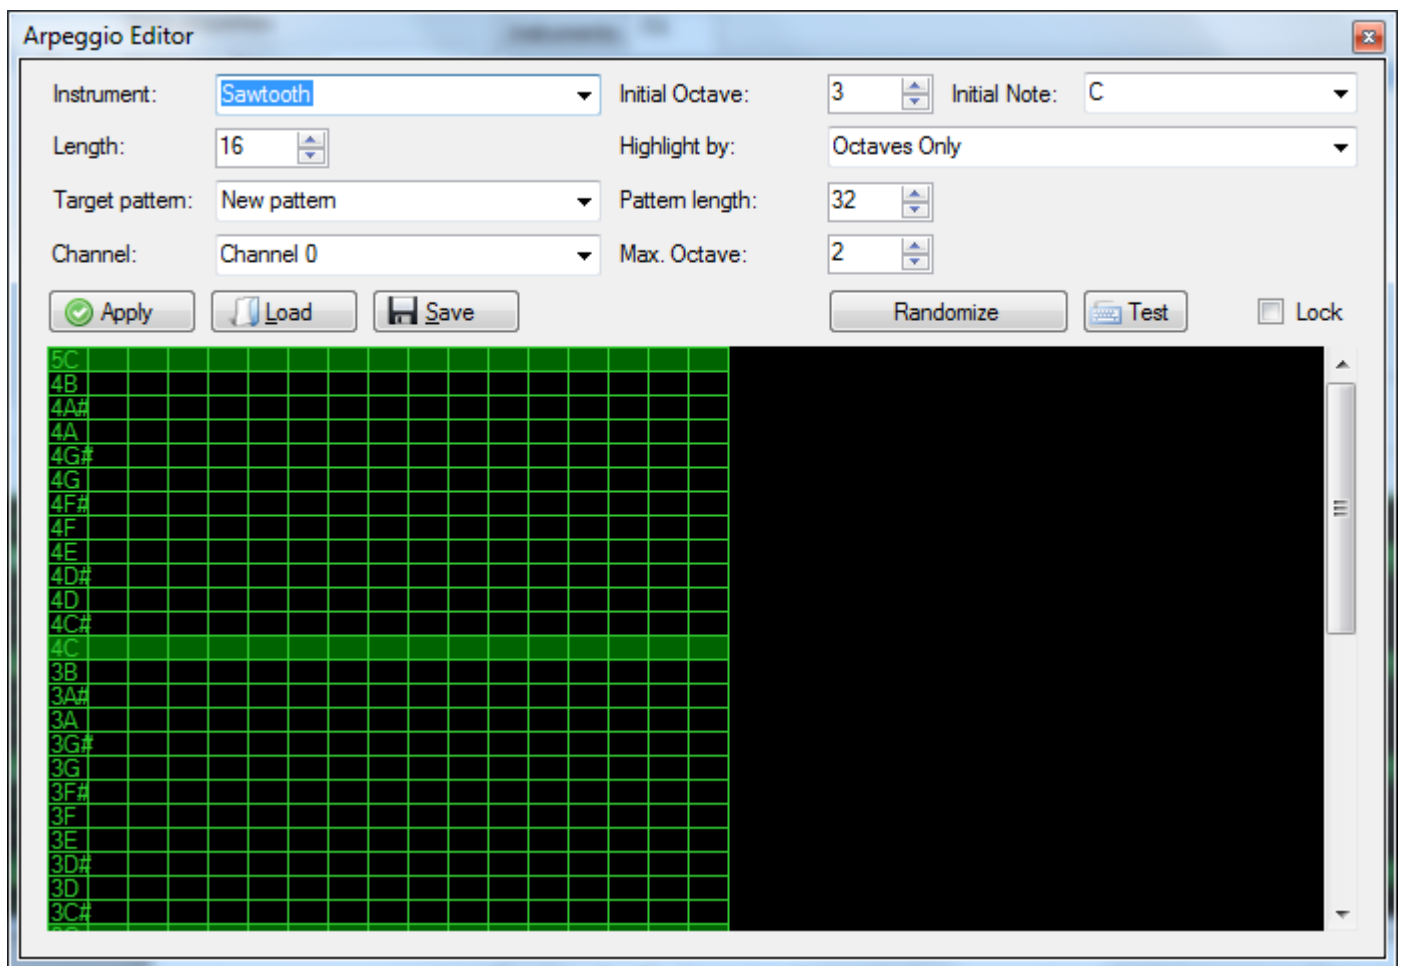 Arpeggio Editor
Instrument: Sawtooth Initial Octave: 3 Initial Note: C
Length: 16 Highlight by: Octaves Only
Target pattern: New pattern Pattern length: 32
Channel: Channel 0 Max. Octave: 2
Apply Load Save Randomize Test Lock
5C
4B
4A#
4A
4G#
4G
4F#
4F
4E
4D#
4D
4C#
4C
3B
3A#
3A
3G#
3G
3F#
3F
3E
3D#
3D
3C#